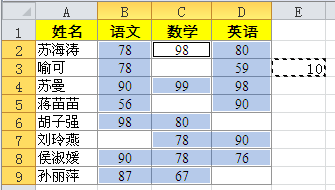 A B C D E
1 姓名 语文 数学 英语
2 苏海涛 78 98 80
3 喻可 78 59 10
4 苏曼 90 99 98
5 蒋苗苗 56 90
6 胡子强 98 80
7 刘玲燕 78 90
8 侯淑媛 90 78 76
9 孙丽萍 87 67